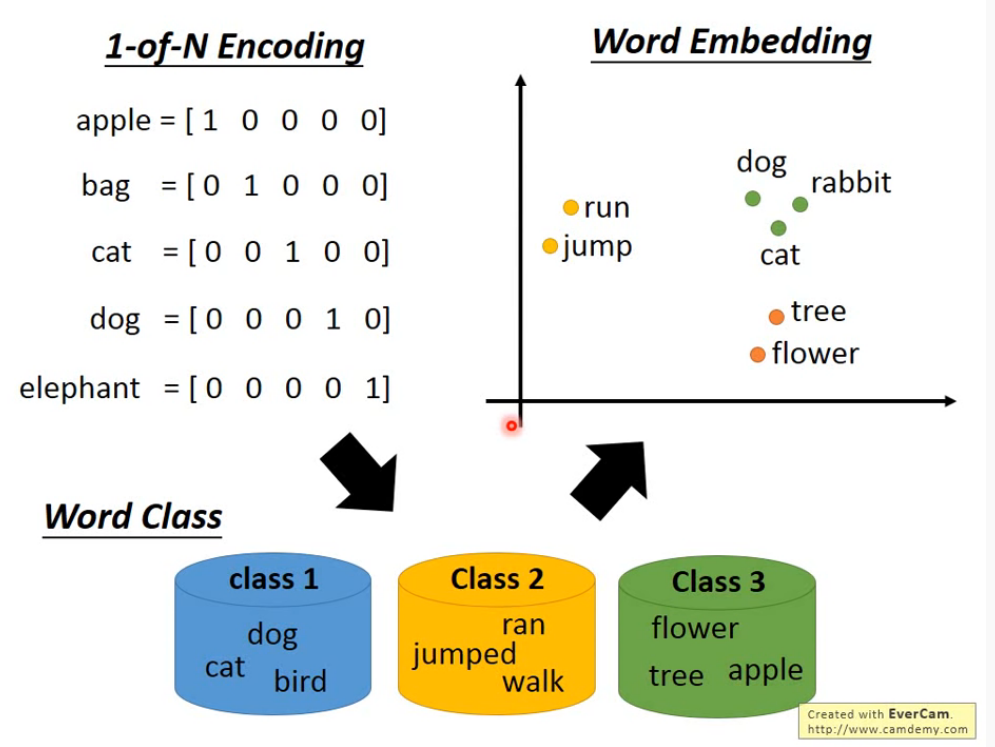 1-of-N Encoding
apple = [ 1 0 0 0 0]
bag = [ 0 1 0 0 0]
cat = [ 0 0 1 0 0]
dog = [ 0 0 0 1 0]
elephant = [ 0 0 0 0 1]
Word Embedding
dog
rabbit
run
jump
cat
tree
flower
Word Class
class 1
dog
cat
bird
Class 2
ran
jumped
walk
Class 3
flower
tree apple
Created with EverCam.
http://www.camdemy.com